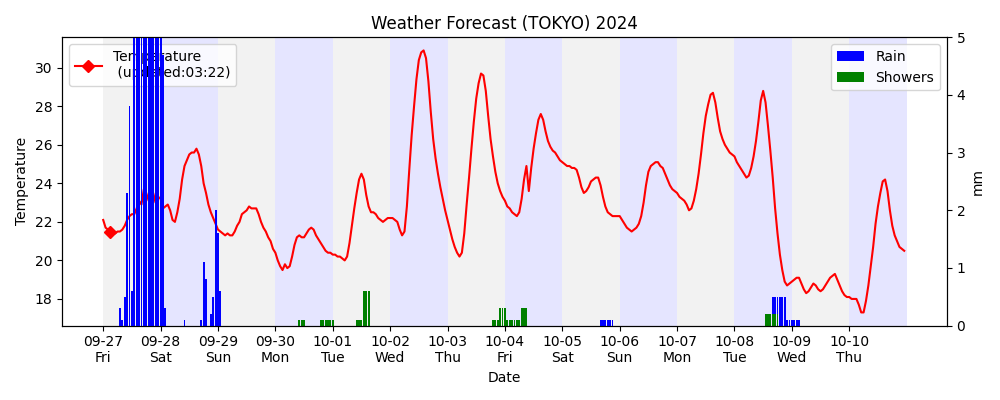 Weather Forecast (TOKYO) 2024
Temperature
(updated:03:22)
Rain
Showers
Temperature
30
28
26
24
22
20
18
5
4
3
2
1
0
mm
09-27 09-28 09-29 09-30 10-01 10-02 10-03 10-04 10-05 10-06 10-07 10-08 10-09 10-10
Fri Sat Sun Mon Tue Wed Thu Fri Sat Sun Mon Tue Wed Thu
Date